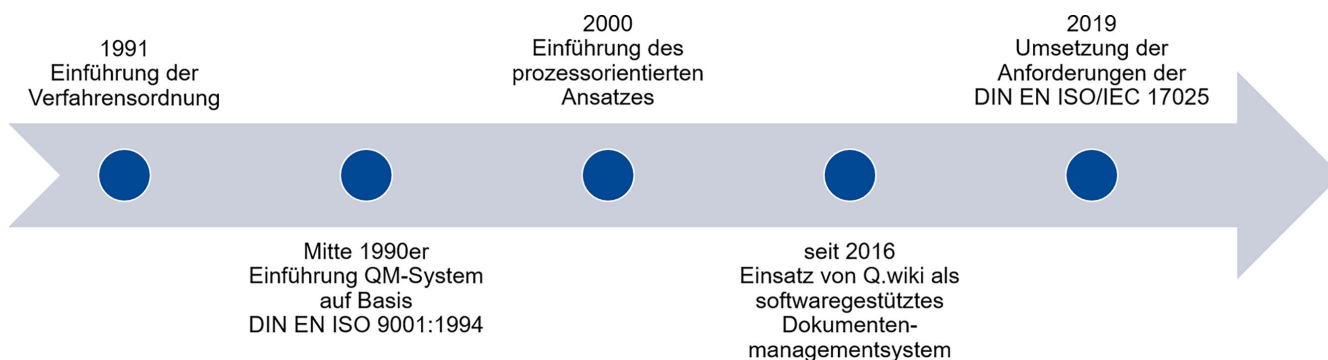 1991
Einführung der
Verfahrensordnung
Mitte 1990er
Einführung QM-System
auf Basis
DIN EN ISO 9001:1994
2000
Einführung des
prozessorientierten
Ansatzes
seit 2016
Einsatz von Q.wiki als
softwaregestütztes
Dokumenten-
managementsystem
2019
Umsetzung der
Anforderungen der
DIN EN ISO/IEC 17025